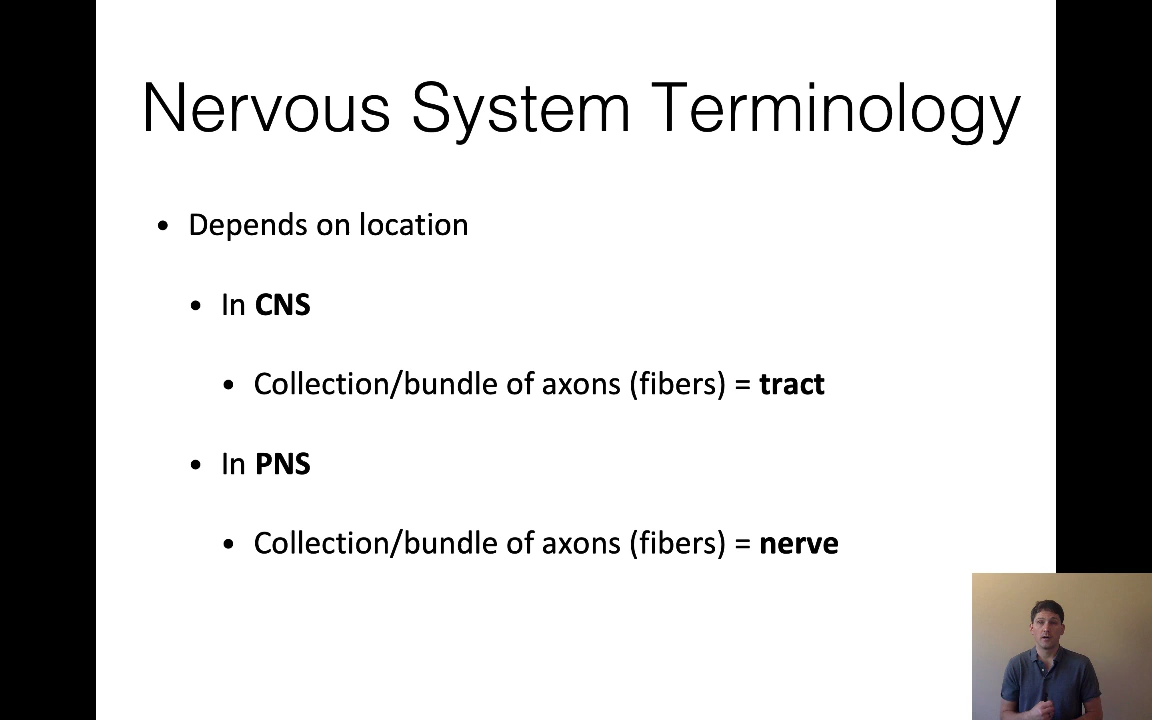 Nervous System Terminology
• Depends on location
• In CNS
• Collection/bundle of axons (fibers) = tract
• In PNS
• Collection/bundle of axons (fibers) = nerve